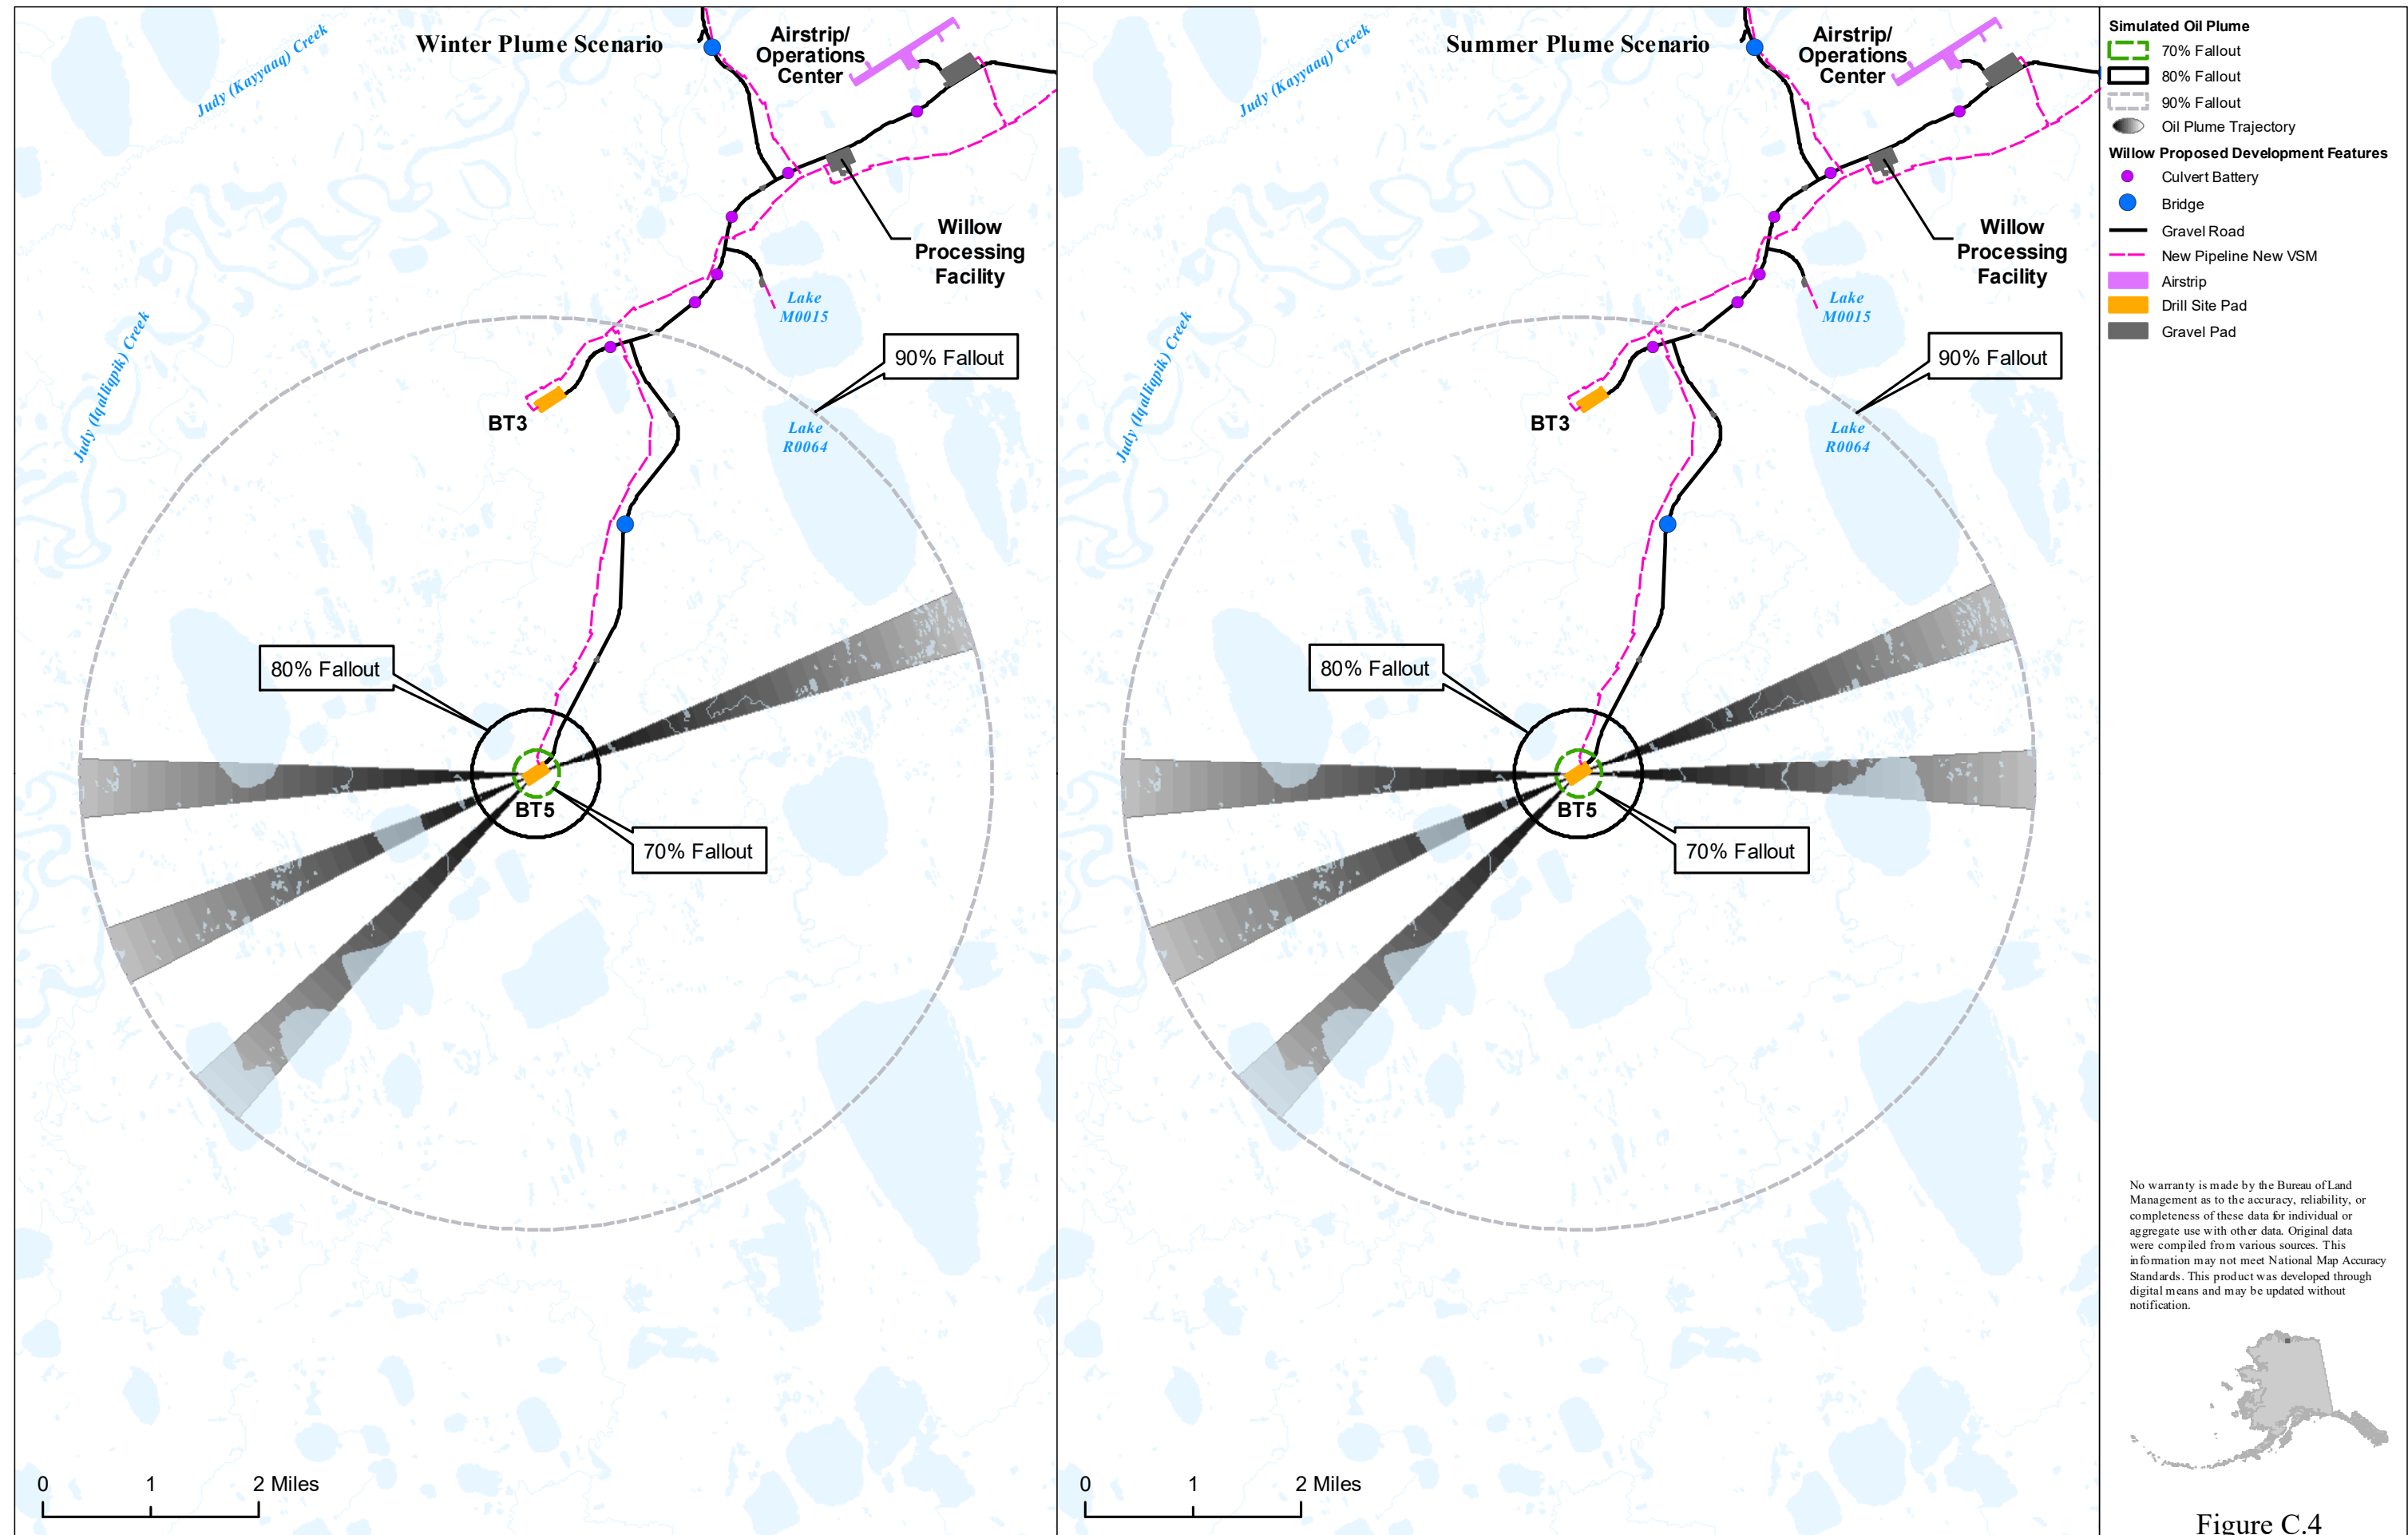 Winter Plume Scenario
Judy (Kayyaaq) Creek
Airstrip/
Operations
Center
Willow
Processing
Facility
Lake
M0015
Judy (Iqalliqpik) Creek
90% Fallout
BT3
Lake
R0064
80% Fallout
BT5
70% Fallout
0 1 2 Miles
Summer Plume Scenario
Judy (Kayyaaq) Creek
Airstrip/
Operations
Center
Willow
Processing
Facility
Lake
M0015
Judy (Iqalliqpik) Creek
90% Fallout
BT3
Lake
R0064
80% Fallout
BT5
70% Fallout
0 1 2 Miles
Simulated Oil Plume
70% Fallout
80% Fallout
90% Fallout
Oil Plume Trajectory
Willow Proposed Development Features
Culvert Battery
Bridge
Gravel Road
New Pipeline New VSM
Airstrip
Drill Site Pad
Gravel Pad
No warranty is made by the Bureau of Land
Management as to the accuracy, reliability, or
completeness of these data for individual or
aggregate use with other data. Original data
were compiled from various sources. This
information may not meet National Map Accuracy
Standards. This product was developed through
digital means and may be updated without
notification.
Figure C.4